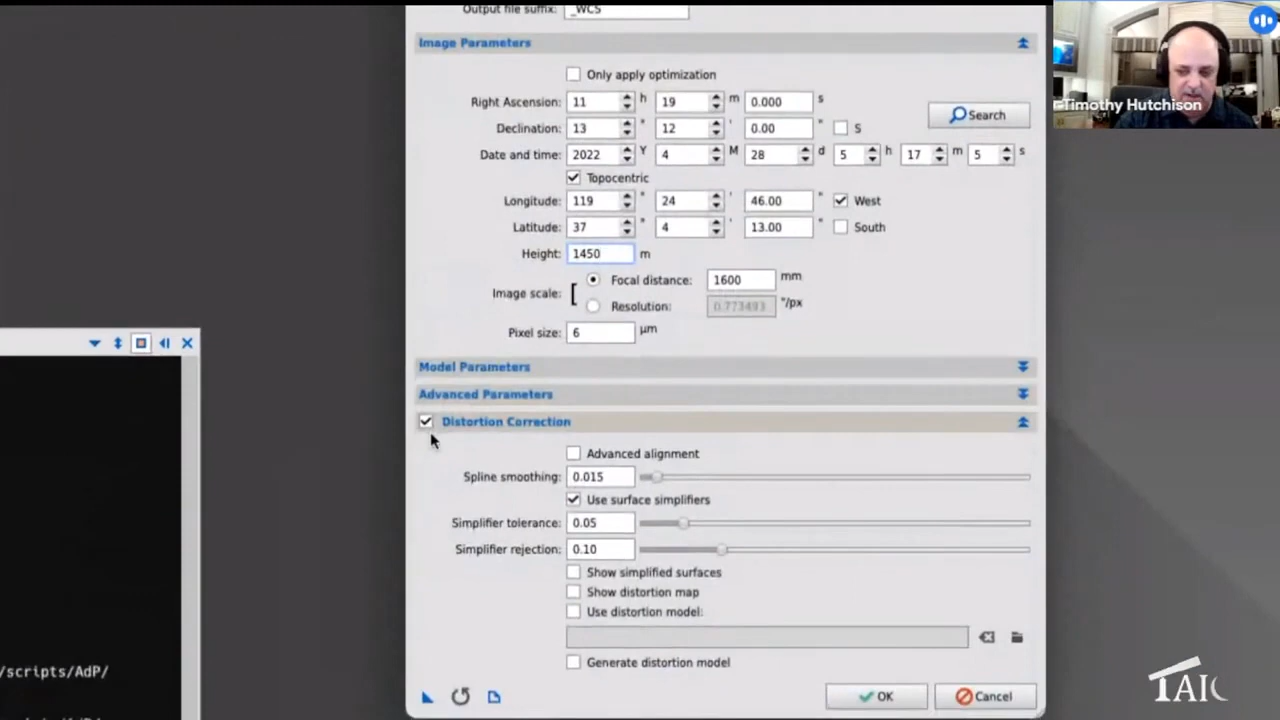 Output file suffix: _WCS
Image Parameters
Only apply optimization
Right Ascension: 11 h 19 m 0.000 s
Search
Declination: 13 ° 12 ' 0.00 " S
Date and time: 2022 Y 4 M 28 d 5 h 17 m 5 s
Topocentric
Longitude: 119 ° 24 ' 46.00 " West
Latitude: 37 ° 4 ' 13.00 " South
Height: 1450 m
Focal distance: 1600 mm
Image scale: [
Resolution: 0.773493 "/px
Pixel size: 6 µm
Model Parameters
Advanced Parameters
Distortion Correction
Advanced alignment
Spline smoothing: 0.015
Use surface simplifiers
Simplifier tolerance: 0.05
Simplifier rejection: 0.10
Show simplified surfaces
Show distortion map
Use distortion model:
Generate distortion model
OK Cancel
/scripts/AdP/
Timothy Hutchison
TAIC